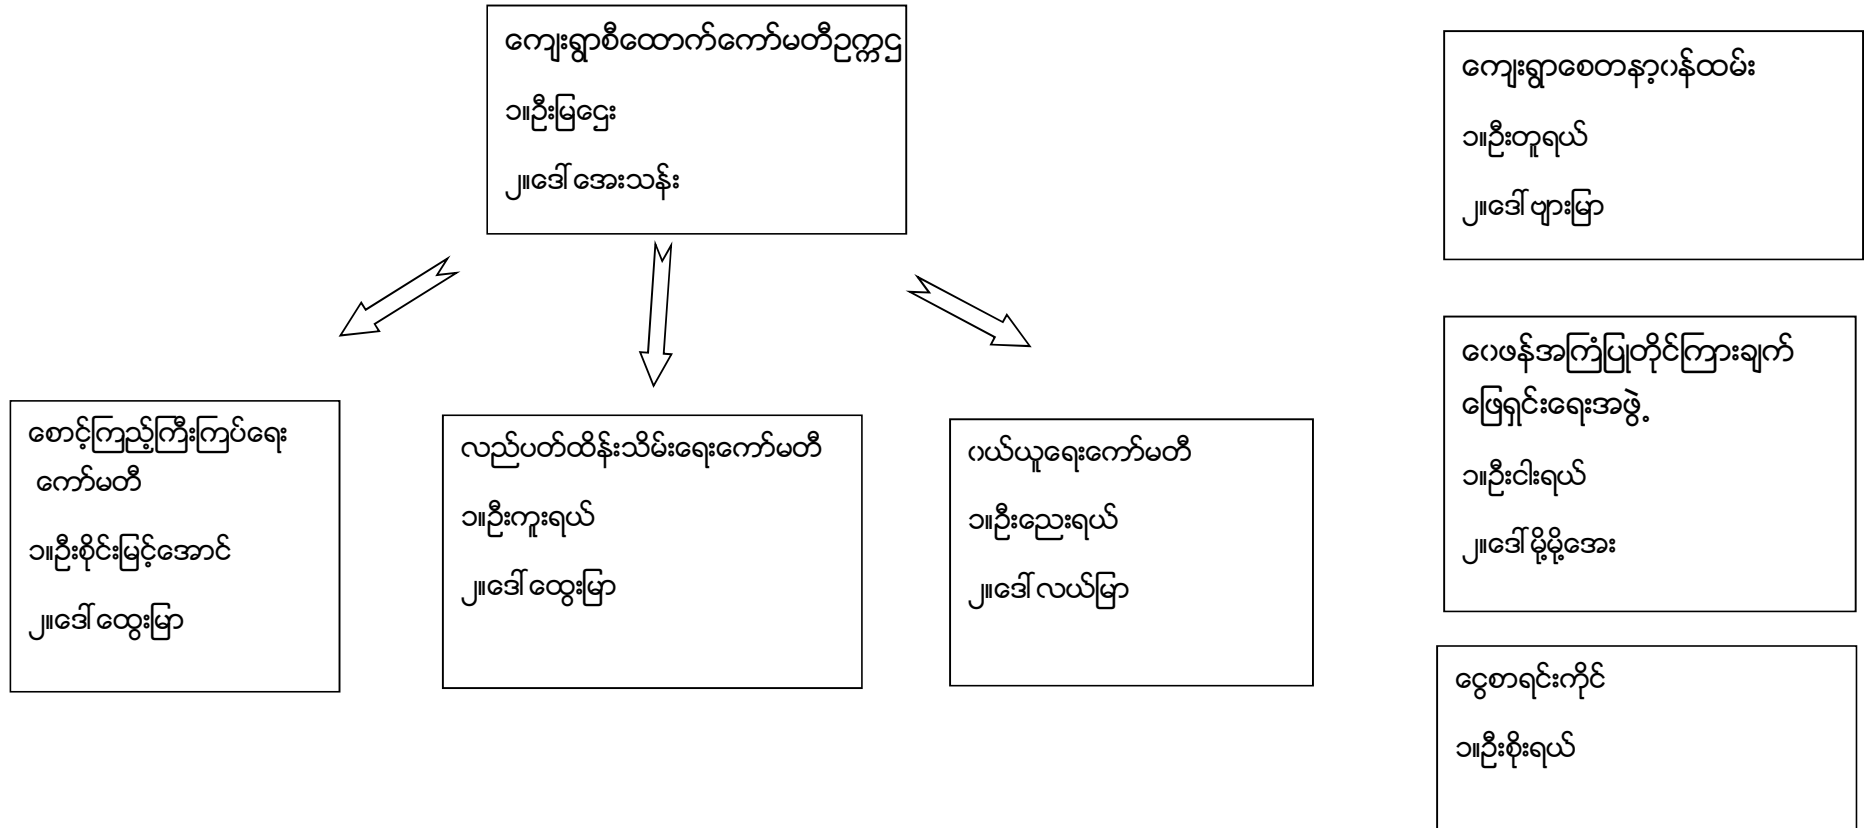 ကျေးရွာစီထောက်ကော်မတီဥက္ကဌ
၁။ဦးမြဌေး
၂။ဒေါ်အေးသန်း
ကျေးရွာစေတနာ့ဝန်ထမ်း
၁။ဦးတူရယ်
၂။ဒေါ်ဗျားမြာ
စောင့်ကြည့်ကြီးကြပ်ရေး
ကော်မတီ
၁။ဦးစိုင်းမြင့်အောင်
၂။ဒေါ်ထွေးမြာ
လည်ပတ်ထိန်းသိမ်းရေးကော်မတီ
၁။ဦးကူးရယ်
၂။ဒေါ်ထွေးမြာ
ဝယ်ယူရေးကော်မတီ
၁။ဦးညေးရယ်
၂။ဒေါ်လယ်မြာ
ဝေဖန်အကြံပြုတိုင်ကြားချက်
ဖြေရှင်းရေးအဖွဲ့
၁။ဦးငါးရယ်
၂။ဒေါ်မို့မို့အေး
ငွေစာရင်းကိုင်
၁။ဦးစိုးရယ်